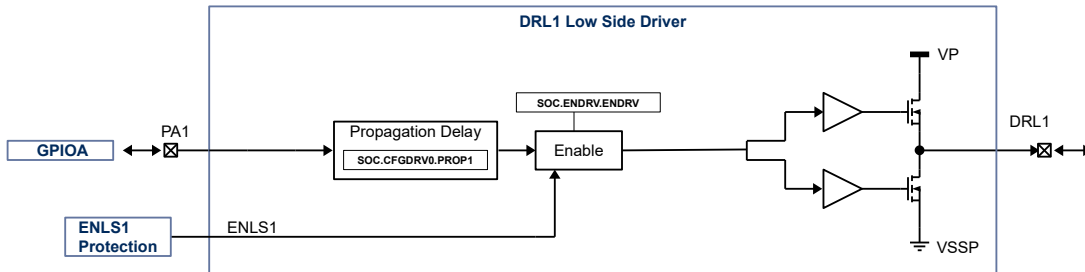 DRL1 Low Side Driver
VP
SOC.ENDRV.ENDRV
PA1
Propagation Delay
DRL1
GPIOA
SOC.CFGDRV0.PROP1
Enable
ENLS1
Protection
ENLS1
VSSP